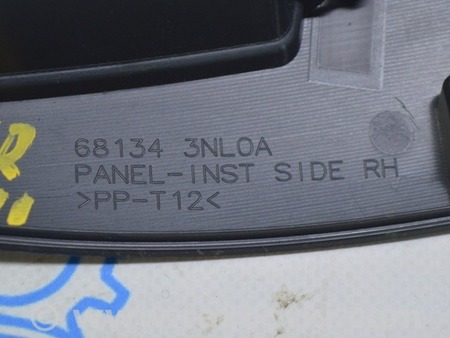 68134 3NL0A
PANEL-INST SIDE RH
>PP-T12<